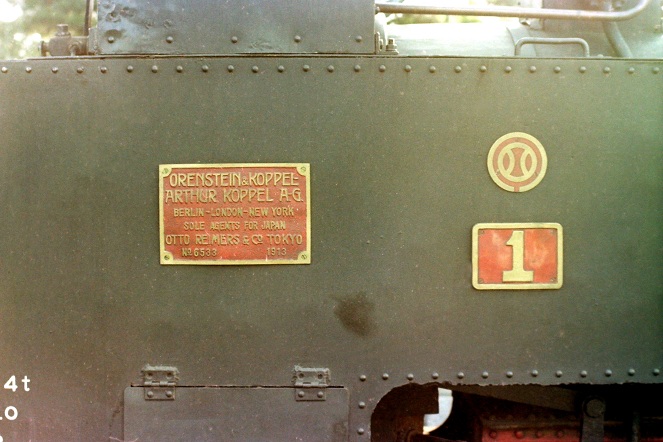 ORENSTEIN & KOPPEL-
ARTHUR KOPPEL A-G.
BERLIN-LONDON-NEW YORK
SOLE AGENTS FOR JAPAN
OTTO REIMERS & Co TOKYO
No 6533 1913
1
4t